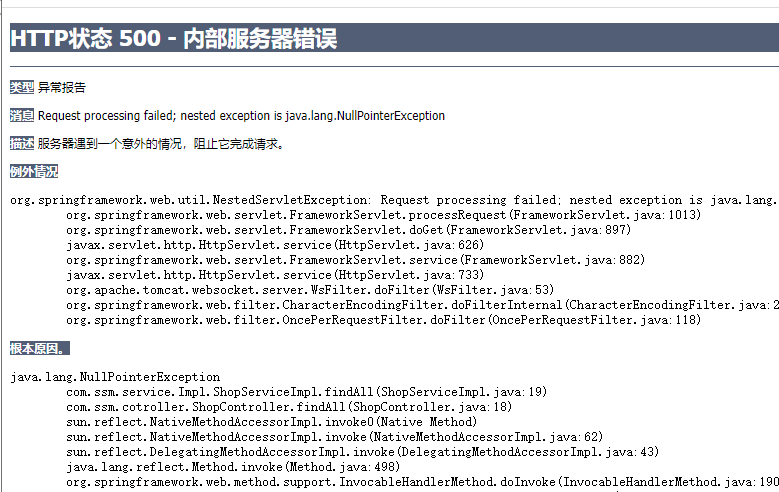 HTTP状态 500 - 内部服务器错误
类型 异常报告
消息 Request processing failed; nested exception is java.lang.NullPointerException
描述 服务器遇到一个意外的情况，阻止它完成请求。
例外情况
org.springframework.web.util.NestedServletException: Request processing failed; nested exception is java.lang.
org.springframework.web.servlet.FrameworkServlet.processRequest(FrameworkServlet.java:1013)
org.springframework.web.servlet.FrameworkServlet.doGet(FrameworkServlet.java:897)
javax.servlet.http.HttpServlet.service(HttpServlet.java:626)
org.springframework.web.servlet.FrameworkServlet.service(FrameworkServlet.java:882)
javax.servlet.http.HttpServlet.service(HttpServlet.java:733)
org.apache.tomcat.websocket.server.WsFilter.doFilter(WsFilter.java:53)
org.springframework.web.filter.CharacterEncodingFilter.doFilterInternal(CharacterEncodingFilter.java:2
org.springframework.web.filter.OncePerRequestFilter.doFilter(OncePerRequestFilter.java:118)
根本原因。
java.lang.NullPointerException
com.ssm.service.Impl.ShopServiceImpl.findAll(ShopServiceImpl.java:19)
com.ssm.cotroller.ShopController.findAll(ShopController.java:18)
sun.reflect.NativeMethodAccessorImpl.invoke0(Native Method)
sun.reflect.NativeMethodAccessorImpl.invoke(NativeMethodAccessorImpl.java:62)
sun.reflect.DelegatingMethodAccessorImpl.invoke(DelegatingMethodAccessorImpl.java:43)
java.lang.reflect.Method.invoke(Method.java:498)
org.springframework.web.method.support.InvocableHandlerMethod.doInvoke(InvocableHandlerMethod.java:190